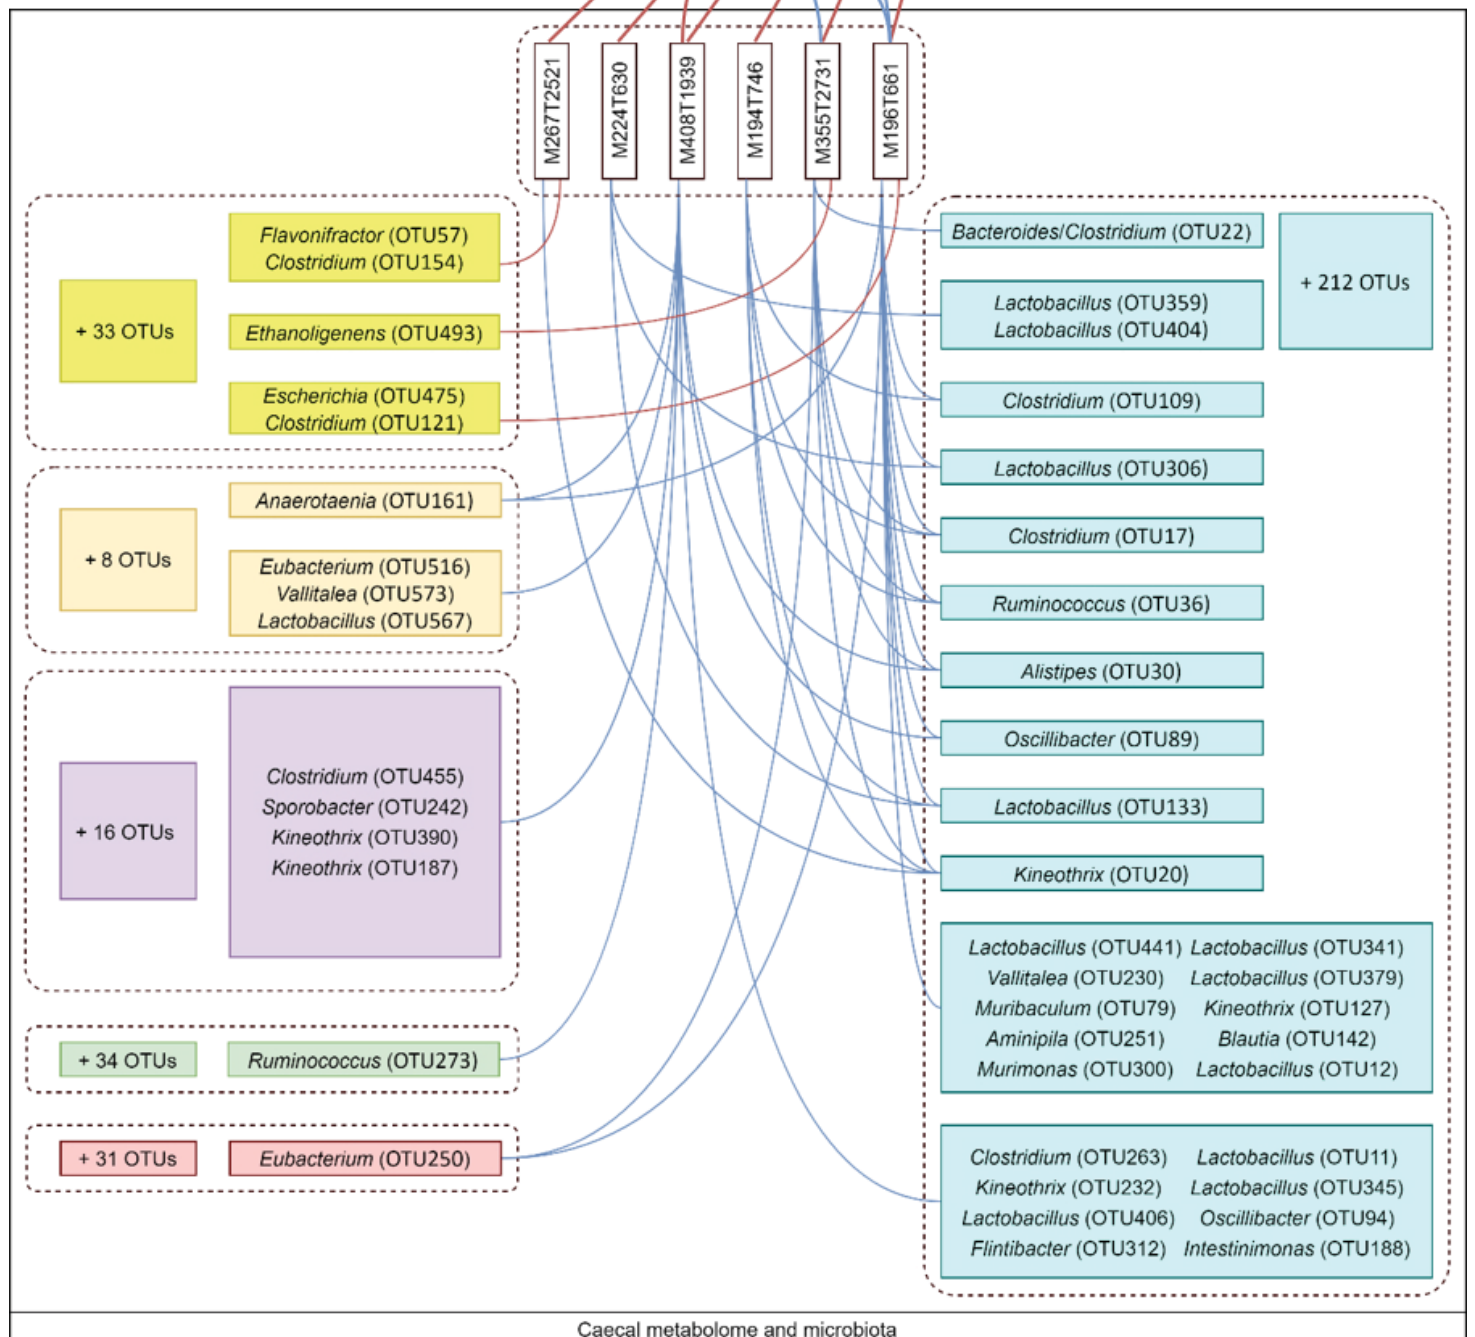 M267T2521
M224T630
M408T1939
M194T746
M355T2731
M196T661
+ 33 OTUs
Flavonifractor (OTU57)
Clostridium (OTU154)
Ethanoligenens (OTU493)
Escherichia (OTU475)
Clostridium (OTU121)
+ 8 OTUs
Anaerotaenia (OTU161)
Eubacterium (OTU516)
Vallitalea (OTU573)
Lactobacillus (OTU567)
+ 16 OTUs
Clostridium (OTU455)
Sporobacter (OTU242)
Kineothrix (OTU390)
Kineothrix (OTU187)
+ 34 OTUs
Ruminococcus (OTU273)
+ 31 OTUs
Eubacterium (OTU250)
Bacteroides/Clostridium (OTU22)
+ 212 OTUs
Lactobacillus (OTU359)
Lactobacillus (OTU404)
Clostridium (OTU109)
Lactobacillus (OTU306)
Clostridium (OTU17)
Ruminococcus (OTU36)
Alistipes (OTU30)
Oscillibacter (OTU89)
Lactobacillus (OTU133)
Kineothrix (OTU20)
Lactobacillus (OTU441) Lactobacillus (OTU341)
Vallitalea (OTU230) Lactobacillus (OTU379)
Muribaculum (OTU79) Kineothrix (OTU127)
Aminipila (OTU251) Blautia (OTU142)
Murimonas (OTU300) Lactobacillus (OTU12)
Clostridium (OTU263) Lactobacillus (OTU11)
Kineothrix (OTU232) Lactobacillus (OTU345)
Lactobacillus (OTU406) Oscillibacter (OTU94)
Flintibacter (OTU312) Intestinimonas (OTU188)
Caecal metabolome and microbiota